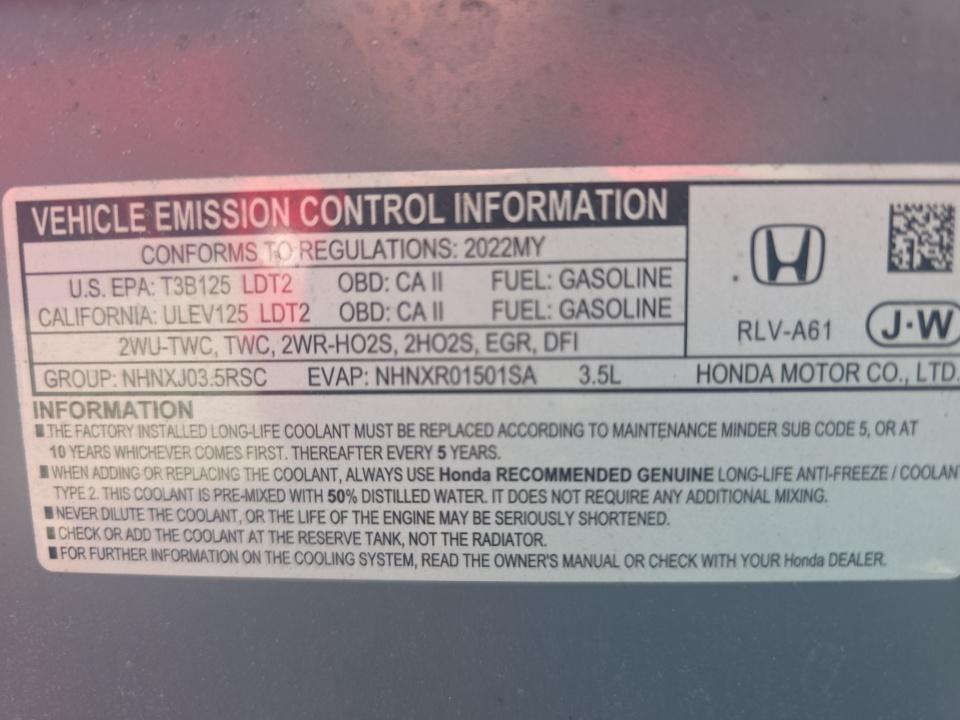 VEHICLE EMISSION CONTROL INFORMATION
CONFORMS TO REGULATIONS: 2022MY
U.S. EPA: T3B125 LDT2 OBD: CA II FUEL: GASOLINE
CALIFORNIA: ULEV125 LDT2 OBD: CA II FUEL: GASOLINE
2WU-TWC, TWC, 2WR-HO2S, 2HO2S, EGR, DFI
RLV-A61 J·W
GROUP: NHNXJ03.5RSC EVAP: NHNXR01501SA 3.5L HONDA MOTOR CO., LTD.
INFORMATION
■ THE FACTORY INSTALLED LONG-LIFE COOLANT MUST BE REPLACED ACCORDING TO MAINTENANCE MINDER SUB CODE 5, OR AT
10 YEARS WHICHEVER COMES FIRST. THEREAFTER EVERY 5 YEARS.
■ WHEN ADDING OR REPLACING THE COOLANT, ALWAYS USE Honda RECOMMENDED GENUINE LONG-LIFE ANTI-FREEZE / COOLANT
TYPE 2. THIS COOLANT IS PRE-MIXED WITH 50% DISTILLED WATER. IT DOES NOT REQUIRE ANY ADDITIONAL MIXING.
■ NEVER DILUTE THE COOLANT, OR THE LIFE OF THE ENGINE MAY BE SERIOUSLY SHORTENED.
■ CHECK OR ADD THE COOLANT AT THE RESERVE TANK, NOT THE RADIATOR.
■ FOR FURTHER INFORMATION ON THE COOLING SYSTEM, READ THE OWNER'S MANUAL OR CHECK WITH YOUR Honda DEALER.